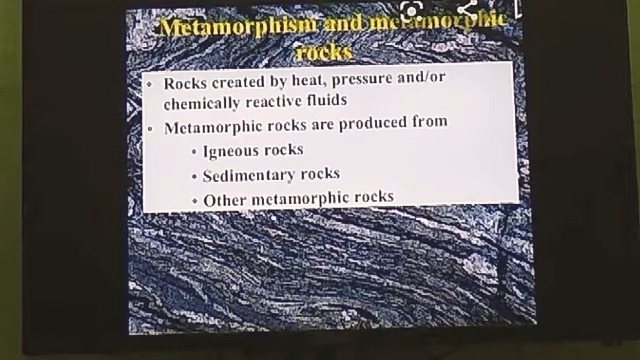 Metamorphism and metamorphic
rocks
• Rocks created by heat, pressure and/or
chemically reactive fluids
• Metamorphic rocks are produced from
• Igneous rocks
• Sedimentary rocks
• Other metamorphic rocks